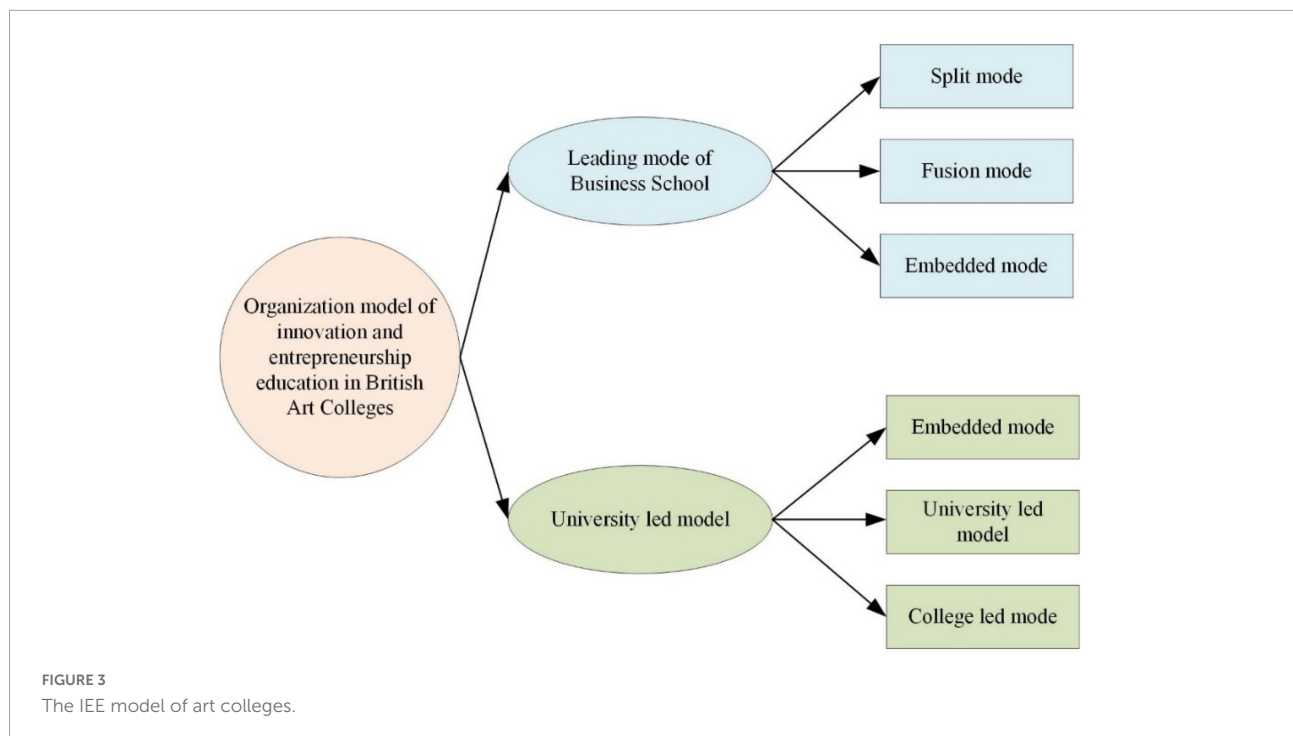 Split mode
Leading mode of
Business School
Fusion mode
Embedded mode
Organization model of
innovation and
entrepreneurship
education in British
Art Colleges
Embedded mode
University led model
University led
model
College led mode
FIGURE 3
The IEE model of art colleges.